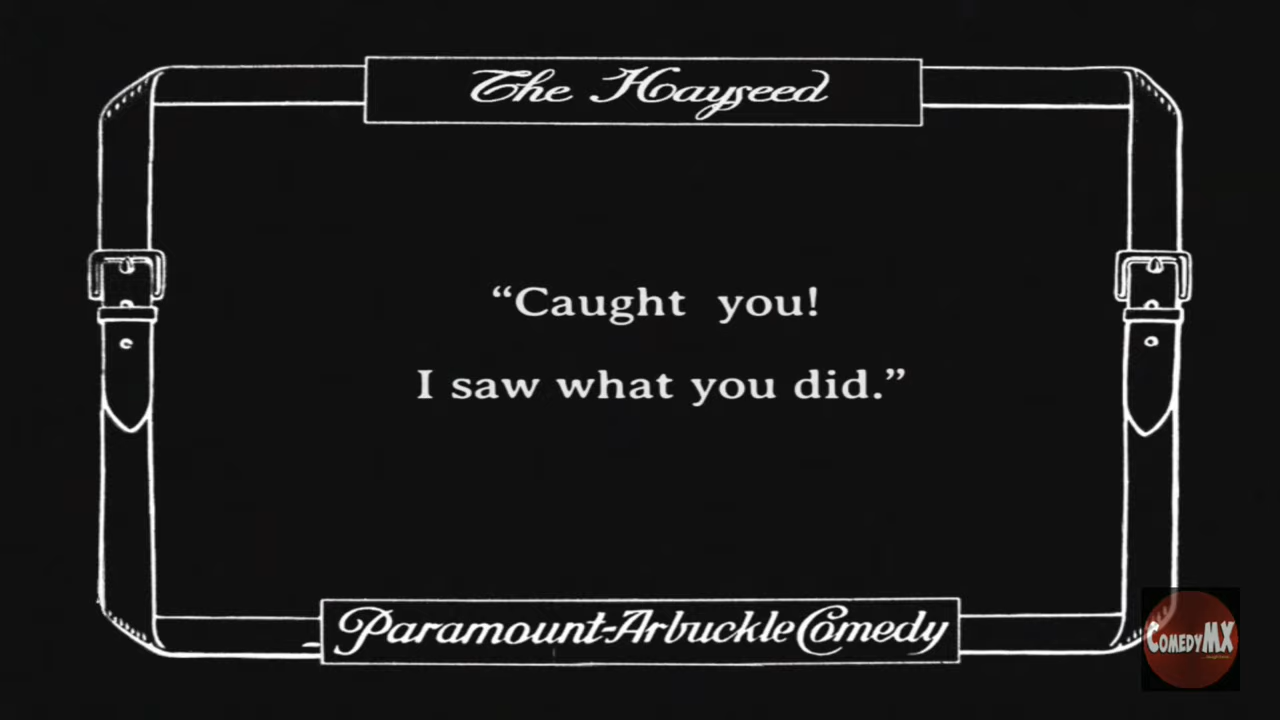 The Hayseed
“Caught you!
I saw what you did.”
Paramount-Arbuckle Comedy
COMEDYMX